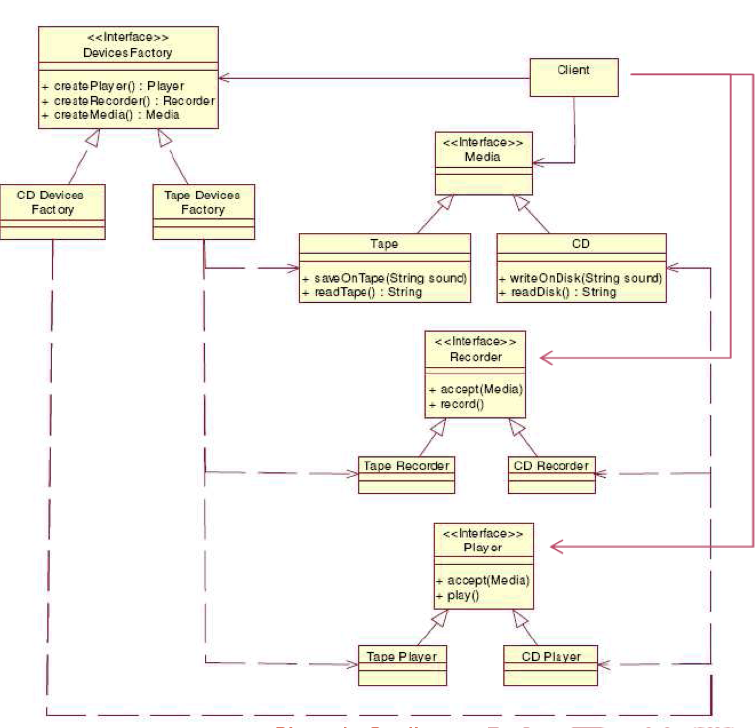 <<Interface>>
DevicesFactory
+ createPlayer() : Player
+ createRecorder() : Recorder
+ createMedia() : Media
Client
<<Interface>>
Media
CD Devices
Factory
Tape Devices
Factory
Tape
+ saveOnTape(String sound)
+ readTape() : String
CD
+ writeOnDisk(String sound)
+ readDisk() : String
<<Interface>>
Recorder
+ accept(Media)
+ record()
Tape Recorder
CD Recorder
<<Interface>>
Player
+ accept(Media)
+ play()
Tape Player
CD Player